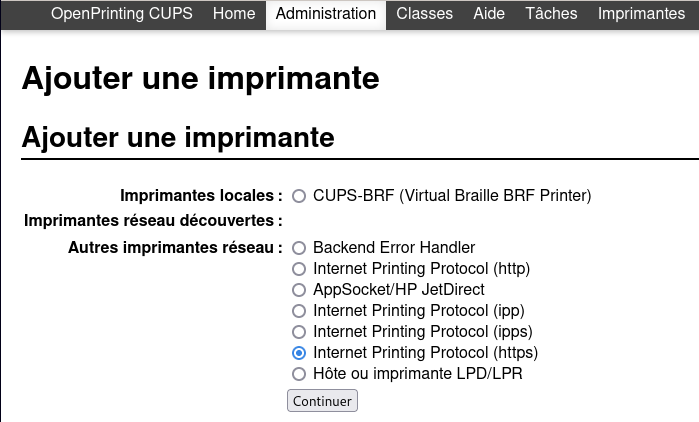 OpenPrinting CUPS Home Administration Classes Aide Tâches Imprimantes
Ajouter une imprimante
Ajouter une imprimante
Imprimantes locales : CUPS-BRF (Virtual Braille BRF Printer)
Imprimantes réseau découvertes :
Autres imprimantes réseau : Backend Error Handler
Internet Printing Protocol (http)
AppSocket/HP JetDirect
Internet Printing Protocol (ipp)
Internet Printing Protocol (ipps)
Internet Printing Protocol (https)
Hôte ou imprimante LPD/LPR
Continuer